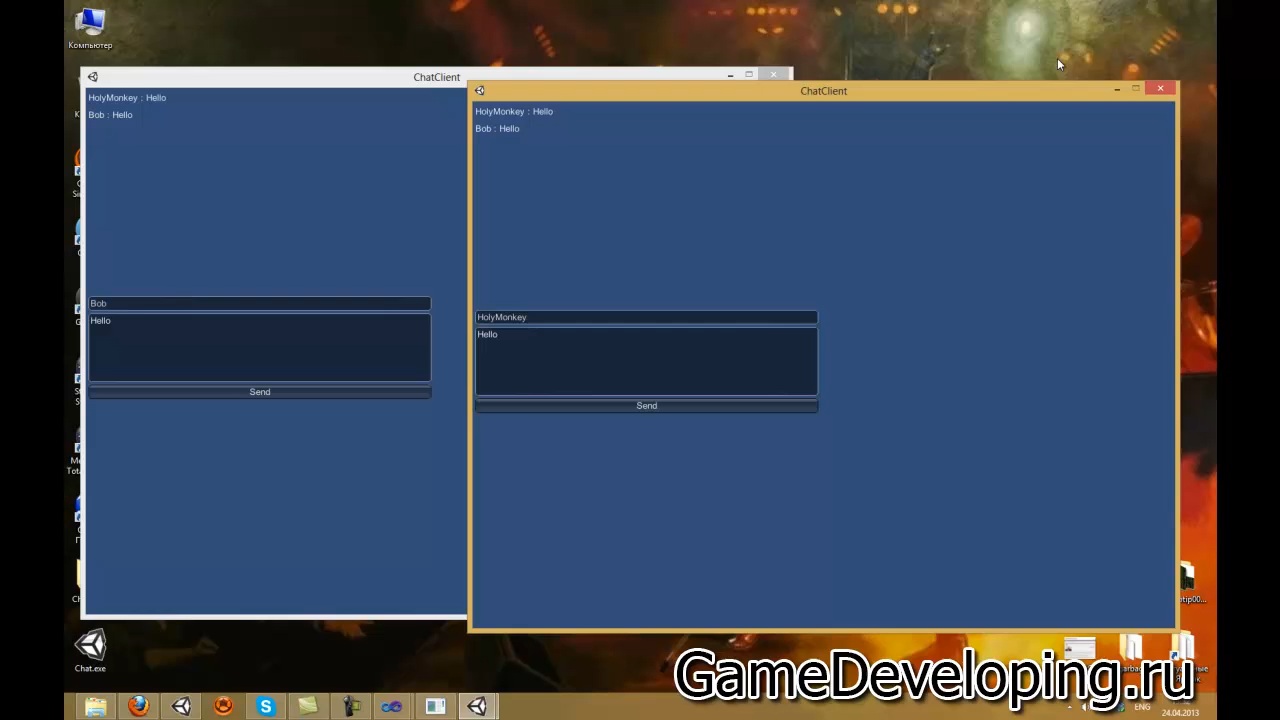 Компьютер
ChatClient
HolyMonkey : Hello
Bob : Hello
Bob
Hello
Send
ChatClient
HolyMonkey : Hello
Bob : Hello
HolyMonkey
Hello
Send
Chat.exe
GameDeveloping.ru
ENG
24.04.2013